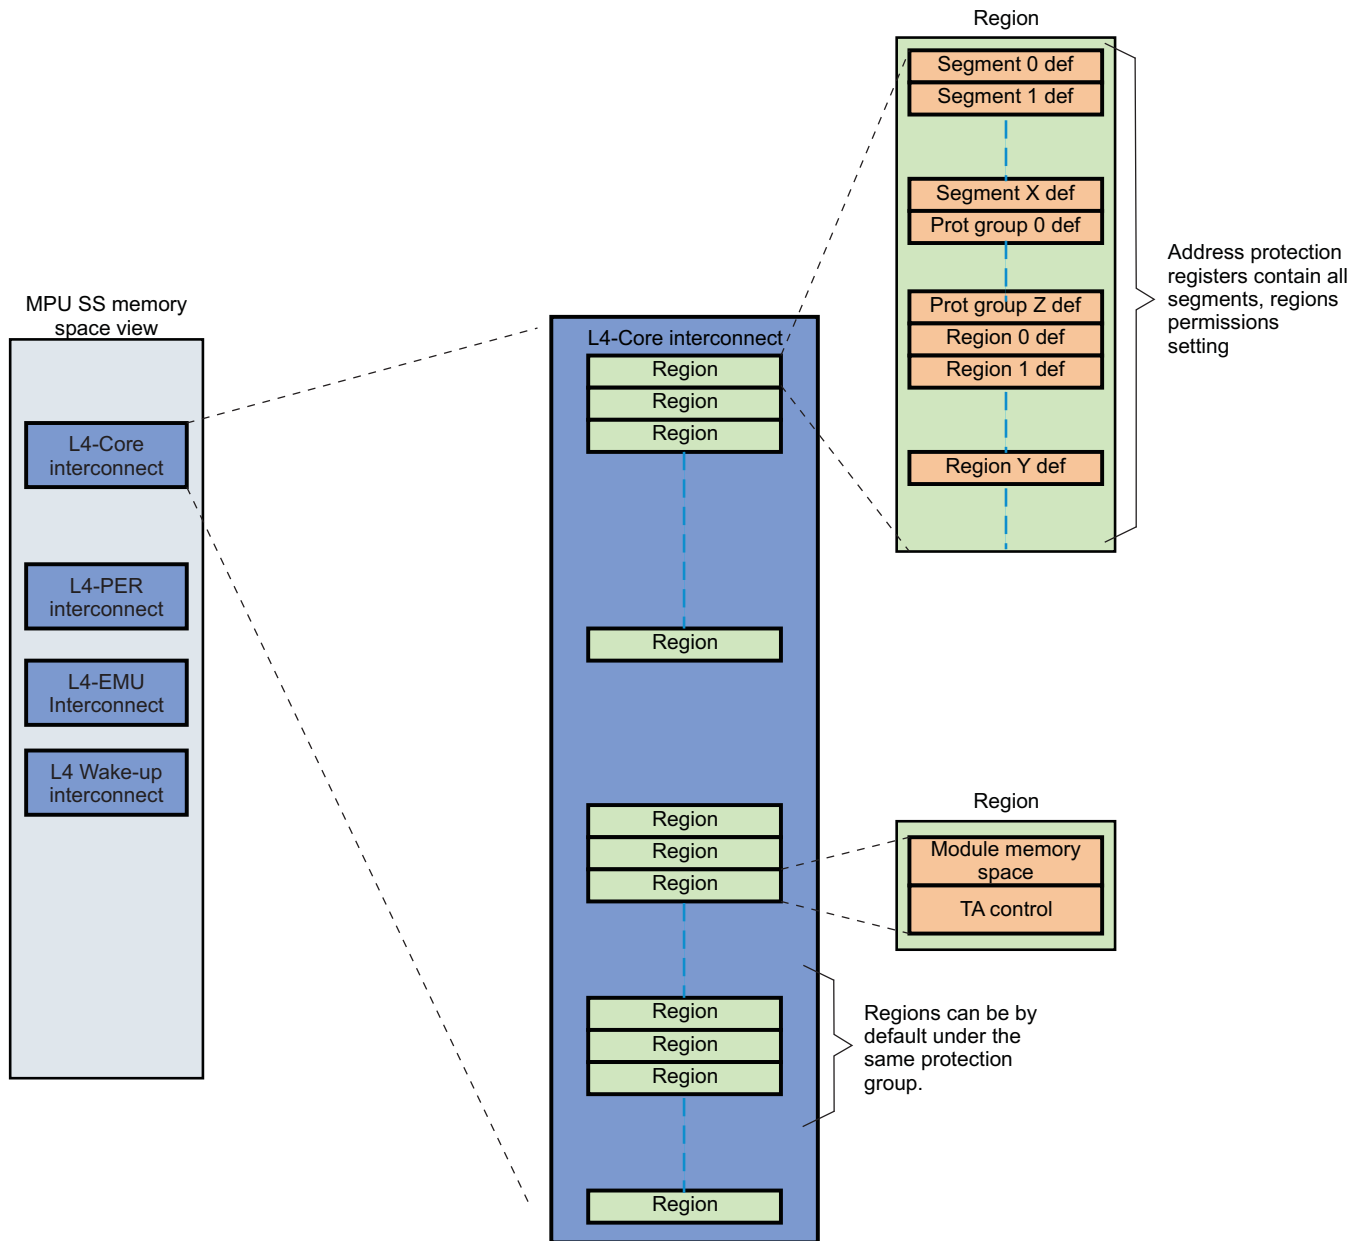 MPU SS memory
space view
L4-Core
interconnect
L4-PER
interconnect
L4-EMU
Interconnect
L4 Wake-up
interconnect
L4-Core interconnect
Region
Region
Region
Region
Region
Region
Region
Region
Region
Region
Region
Region
Segment 0 def
Segment 1 def
Segment X def
Prot group 0 def
Prot group Z def
Region 0 def
Region 1 def
Region Y def
Address protection
registers contain all
segments, regions
permissions
setting
Region
Module memory
space
TA control
Regions can be by
default under the
same protection
group.